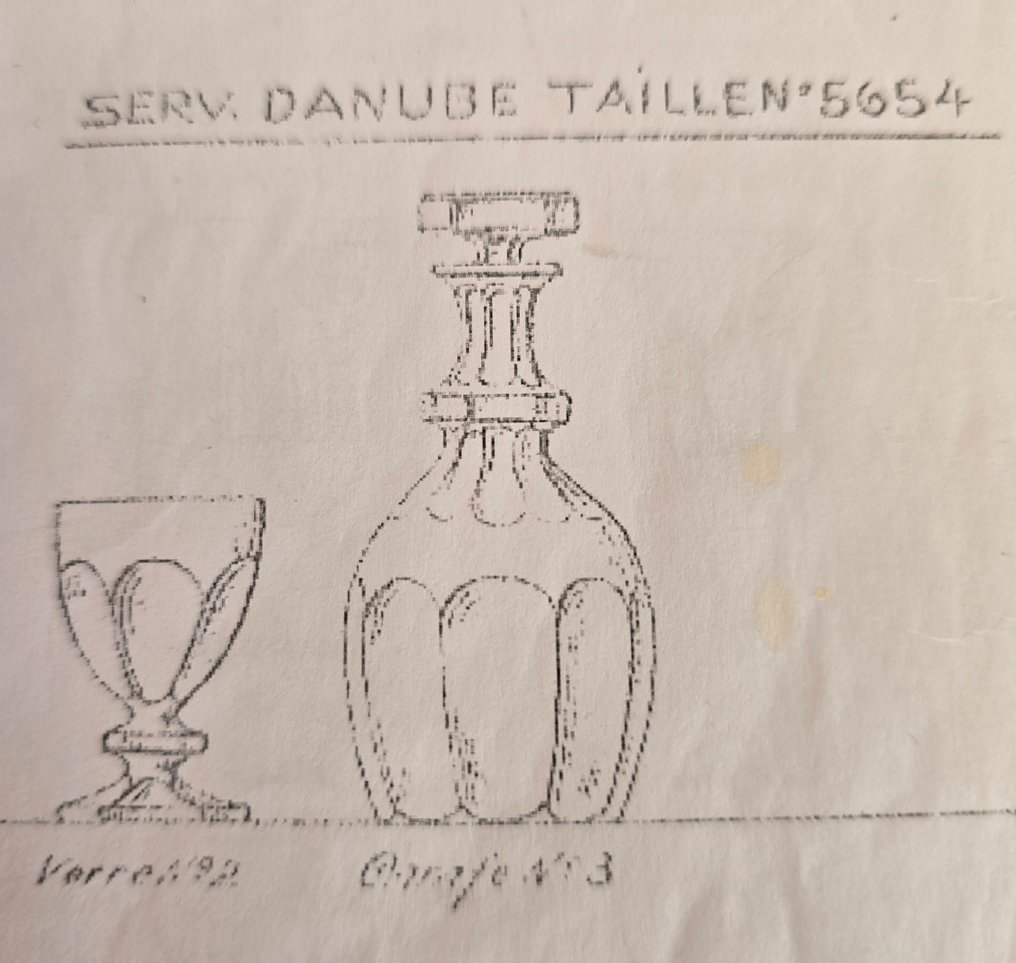 SERV. DANUBE TAILLE N° 5654
Verre N° 2
Carafe N° 3